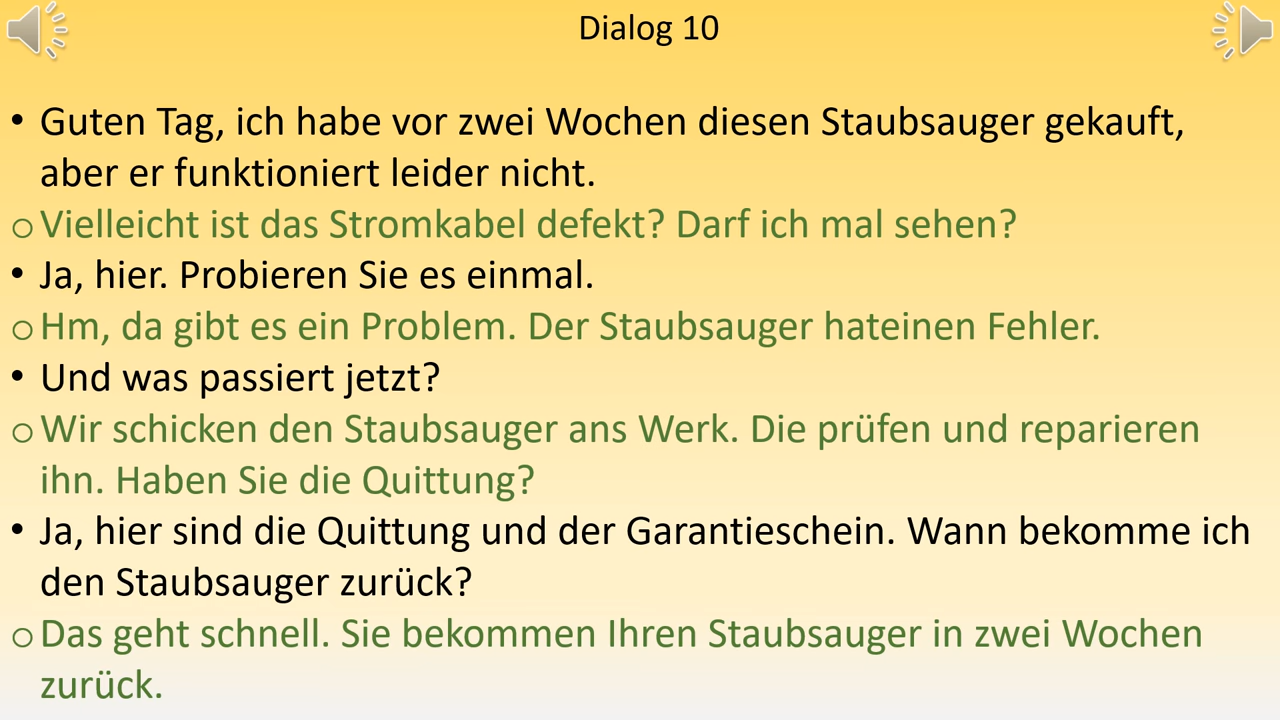 Dialog 10
• Guten Tag, ich habe vor zwei Wochen diesen Staubsauger gekauft,
aber er funktioniert leider nicht.
o Vielleicht ist das Stromkabel defekt? Darf ich mal sehen?
• Ja, hier. Probieren Sie es einmal.
o Hm, da gibt es ein Problem. Der Staubsauger hateinen Fehler.
• Und was passiert jetzt?
o Wir schicken den Staubsauger ans Werk. Die prüfen und reparieren
ihn. Haben Sie die Quittung?
• Ja, hier sind die Quittung und der Garantieschein. Wann bekomme ich
den Staubsauger zurück?
o Das geht schnell. Sie bekommen Ihren Staubsauger in zwei Wochen
zurück.